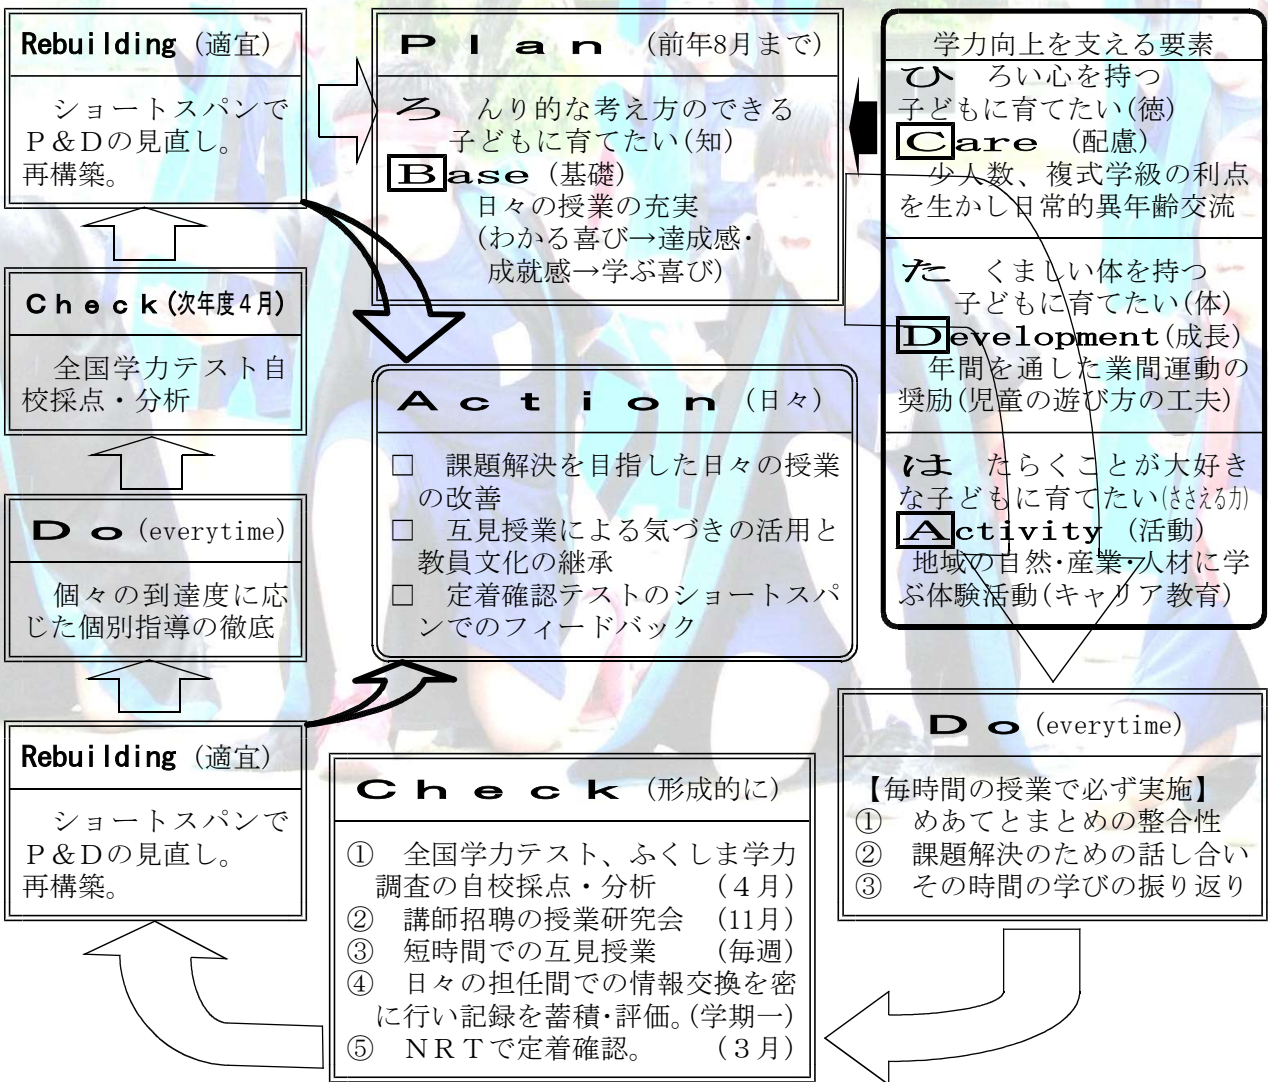 Rebuilding (適宜)
ショートスパンで
P&Dの見直し。
再構築。
Plan (前年8月まで)
ろんり的な考え方のできる
子どもに育てたい(知)
Base (基礎)
日々の授業の充実
(わかる喜び→達成感・
成就感→学ぶ喜び)
学力向上を支える要素
ひろい心を持つ
子どもに育てたい(徳)
Care (配慮)
少人数、複式学級の利点
を生かし日常的異年齢交流
たくましい体を持つ
子どもに育てたい(体)
Development(成長)
年間を通した業間運動の
奨励(児童の遊び方の工夫)
はたらくことが大好き
な子どもに育てたい(ささえる力)
Activity (活動)
地域の自然・産業・人材に学
ぶ体験活動(キャリア教育)
Check(次年度4月)
全国学力テスト自
校採点・分析
Action (日々)
□ 課題解決を目指した日々の授業
の改善
□ 互見授業による気づきの活用と
教員文化の継承
□ 定着確認テストのショートスパ
ンでのフィードバック
Do (everytime)
個々の到達度に応
じた個別指導の徹底
Rebuilding (適宜)
ショートスパンで
P&Dの見直し。
再構築。
Check (形成的に)
① 全国学力テスト、ふくしま学力
調査の自校採点・分析 (4月)
② 講師招聘の授業研究会 (11月)
③ 短時間での互見授業 (毎週)
④ 日々の担任間での情報交換を密
に行い記録を蓄積・評価。(学期一)
⑤ NRTで定着確認。 (3月)
Do (everytime)
【毎時間の授業で必ず実施】
① めあてとまとめの整合性
② 課題解決のための話し合い
③ その時間の学びの振り返り